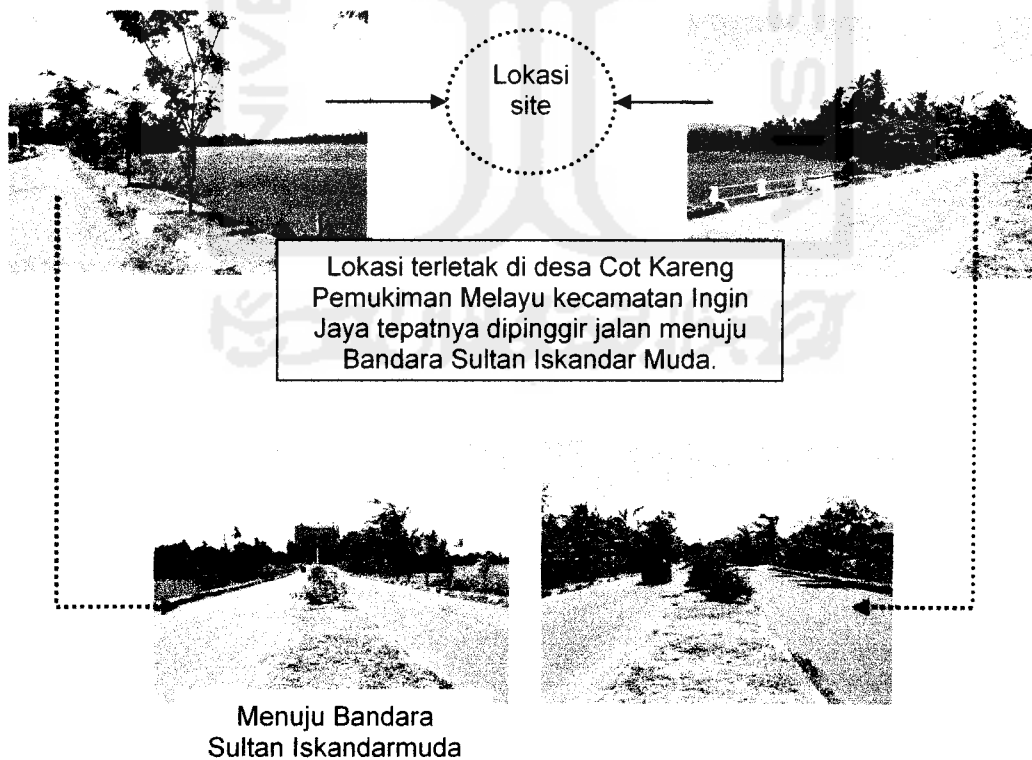 Lokasi
site
Lokasi terletak di desa Cot Kareng
Pemukiman Melayu kecamatan Ingin
Jaya tepatnya dipinggir jalan menuju
Bandara Sultan Iskandar Muda.
Menuju Bandara
Sultan Iskandarmuda